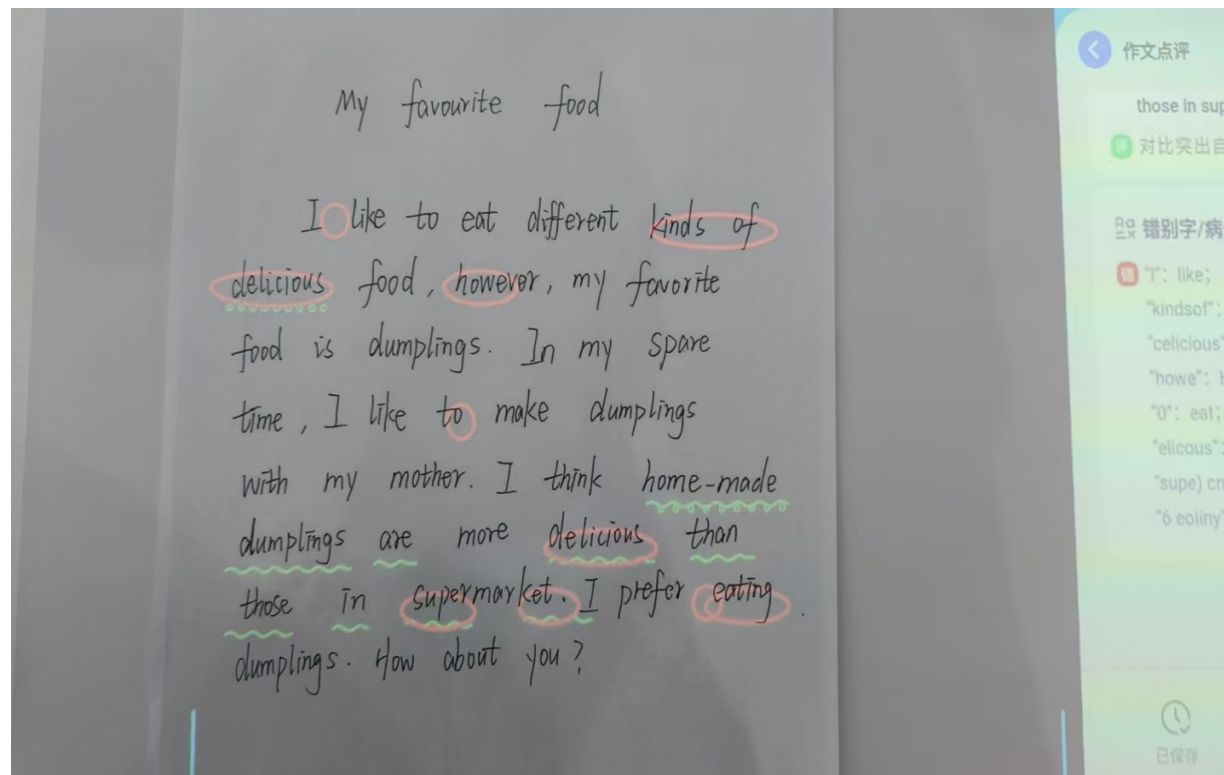 My favourite food
I like to eat different kinds of
delicious food, however, my favorite
food is dumplings. In my spare
time, I like to make dumplings
with my mother. I think home-made
dumplings are more delicious than
those in supermarket. I prefer eating
dumplings. How about you?
作文点评
those in sup
评 对比突出自
错别字/病
错 "I": like;
"kindsof":
"celicious"
"howe":
"0": eat;
"elicous":
"supe) cn
"6 eoiiny"
已保存